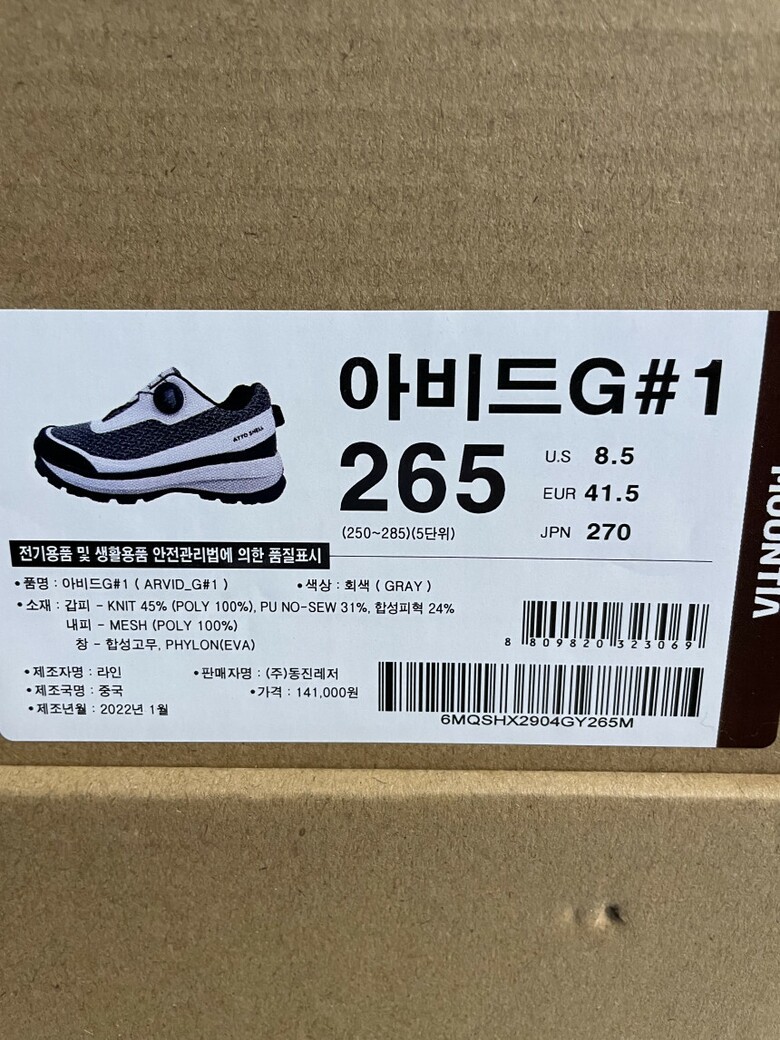 아비드G#1
265
U.S 8.5
EUR 41.5
JPN 270
(250~285)(5단위)
ATTO SHELL
전기용품 및 생활용품 안전관리법에 의한 품질표시
•품명 : 아비드G#1 ( ARVID_G#1 ) •색상 : 회색 ( GRAY )
•소재 : 갑피 - KNIT 45% (POLY 100%), PU NO-SEW 31%, 합성피혁 24%
내피 - MESH (POLY 100%)
창 - 합성고무, PHYLON(EVA)
•제조자명 : 라인 •판매자명 : (주)동진레저
•제조국명 : 중국 •가격 : 141,000원
•제조년월 : 2022년 1월
8 809820 323069
6MQSHX2904GY265M